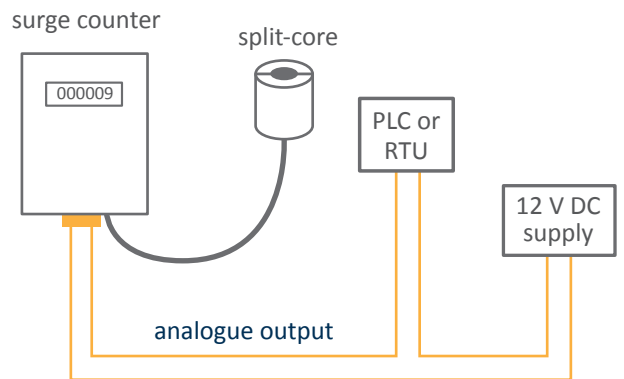 surge counter
split-core
000009
PLC or
RTU
12 V DC
supply
analogue output